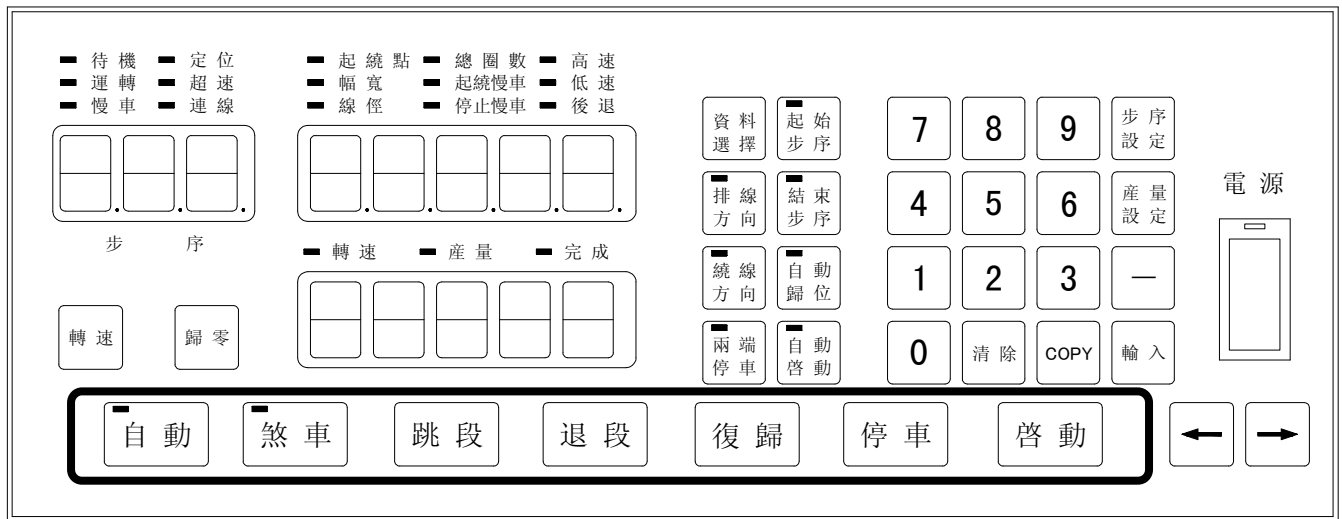 待機 定位 起繞點 總圈數 高速
運轉 超速 幅寬 起繞慢車 低速
慢車 連線 線徑 停止慢車 後退
步序
轉速 産量 完成
轉速 歸零
資料
選擇
起始
步序
排線
方向
結束
步序
繞線
方向
自動
歸位
兩端
停車
自動
啓動
7 8 9
步序
設定
4 5 6
産量
設定
1 2 3 —
0 清除 COPY 輸入
電源
自動 煞車 跳段 退段 復歸 停車 啓動
← →